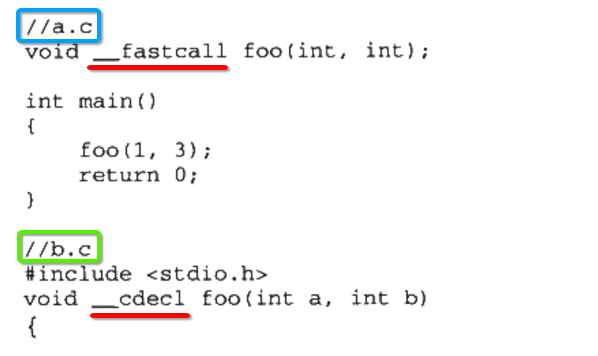 //a.c
void __fastcall foo(int, int);
int main()
{
foo(1, 3);
return 0;
}
//b.c
#include <stdio.h>
void __cdecl foo(int a, int b)
{